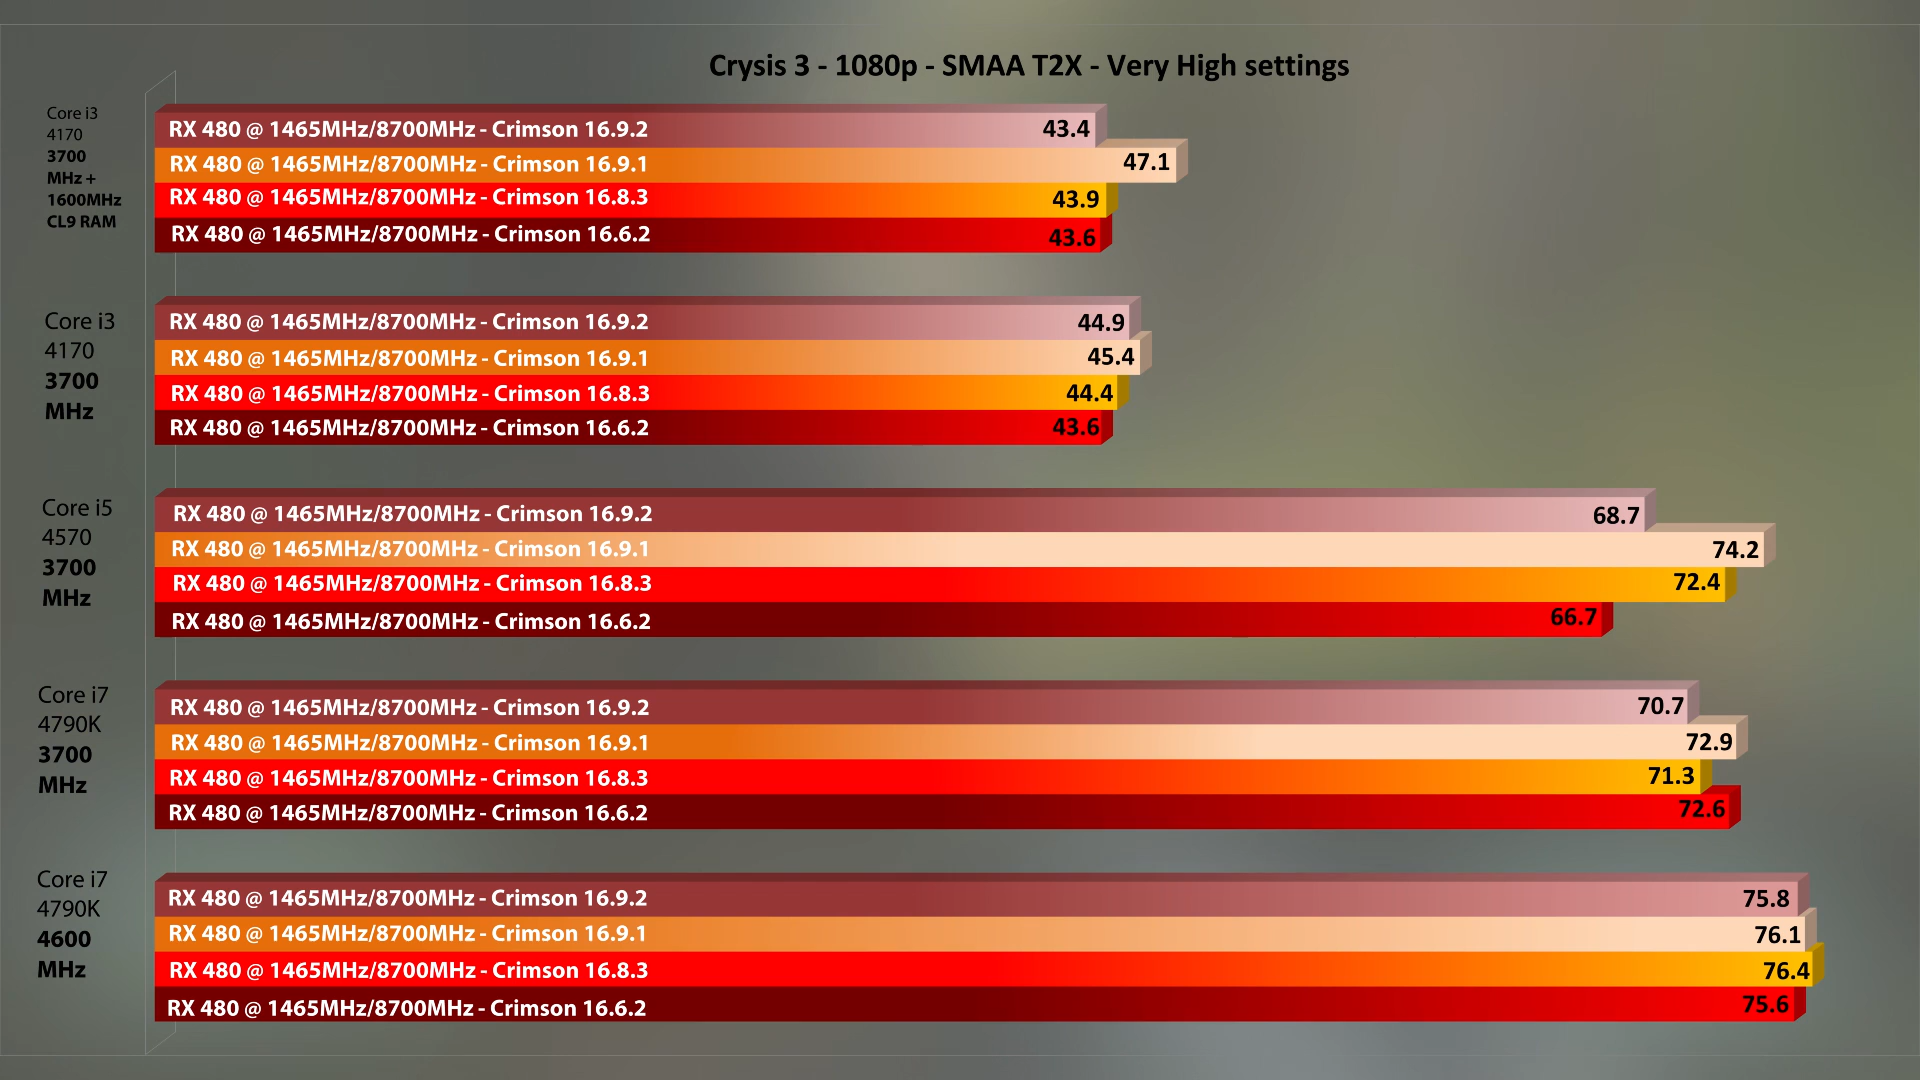 Crysis 3 - 1080p - SMAA T2X - Very High settings
Core i3
4170
3700
MHz +
1600MHz
CL9 RAM
RX 480 @ 1465MHz/8700MHz - Crimson 16.9.2 43.4
RX 480 @ 1465MHz/8700MHz - Crimson 16.9.1 47.1
RX 480 @ 1465MHz/8700MHz - Crimson 16.8.3 43.9
RX 480 @ 1465MHz/8700MHz - Crimson 16.6.2 43.6
Core i3
4170
3700
MHz
RX 480 @ 1465MHz/8700MHz - Crimson 16.9.2 44.9
RX 480 @ 1465MHz/8700MHz - Crimson 16.9.1 45.4
RX 480 @ 1465MHz/8700MHz - Crimson 16.8.3 44.4
RX 480 @ 1465MHz/8700MHz - Crimson 16.6.2 43.6
Core i5
4570
3700
MHz
RX 480 @ 1465MHz/8700MHz - Crimson 16.9.2 68.7
RX 480 @ 1465MHz/8700MHz - Crimson 16.9.1 74.2
RX 480 @ 1465MHz/8700MHz - Crimson 16.8.3 72.4
RX 480 @ 1465MHz/8700MHz - Crimson 16.6.2 66.7
Core i7
4790K
3700
MHz
RX 480 @ 1465MHz/8700MHz - Crimson 16.9.2 70.7
RX 480 @ 1465MHz/8700MHz - Crimson 16.9.1 72.9
RX 480 @ 1465MHz/8700MHz - Crimson 16.8.3 71.3
RX 480 @ 1465MHz/8700MHz - Crimson 16.6.2 72.6
Core i7
4790K
4600
MHz
RX 480 @ 1465MHz/8700MHz - Crimson 16.9.2 75.8
RX 480 @ 1465MHz/8700MHz - Crimson 16.9.1 76.1
RX 480 @ 1465MHz/8700MHz - Crimson 16.8.3 76.4
RX 480 @ 1465MHz/8700MHz - Crimson 16.6.2 75.6